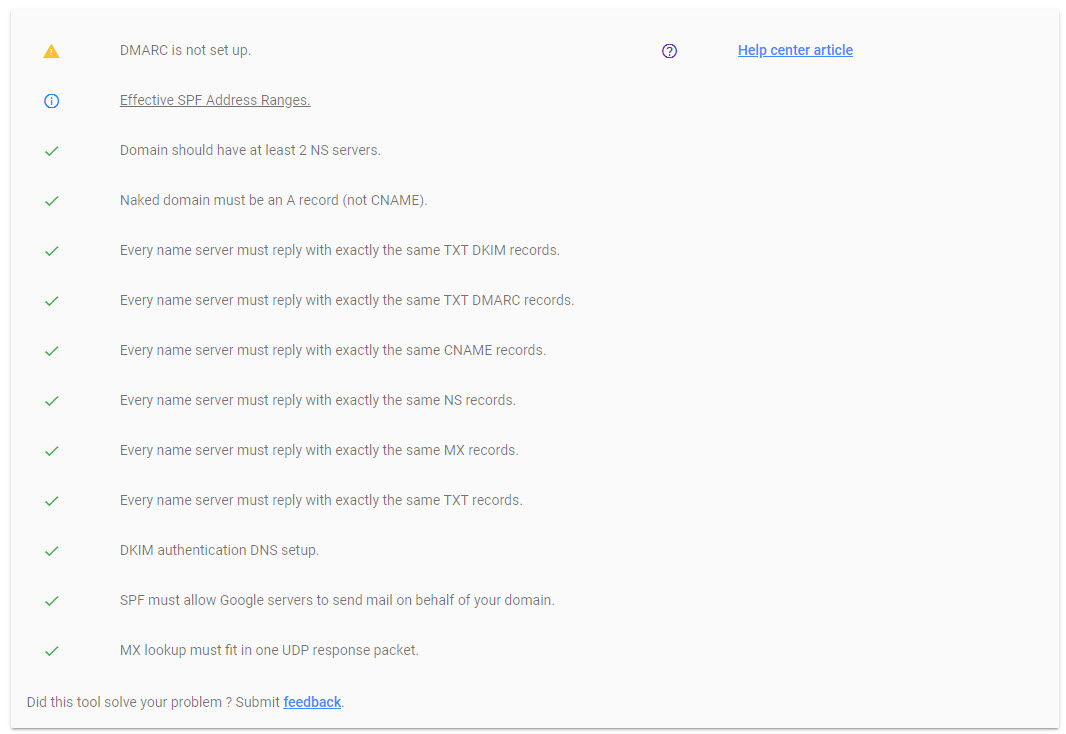 DMARC is not set up. Help center article
Effective SPF Address Ranges.
Domain should have at least 2 NS servers.
Naked domain must be an A record (not CNAME).
Every name server must reply with exactly the same TXT DKIM records.
Every name server must reply with exactly the same TXT DMARC records.
Every name server must reply with exactly the same CNAME records.
Every name server must reply with exactly the same NS records.
Every name server must reply with exactly the same MX records.
Every name server must reply with exactly the same TXT records.
DKIM authentication DNS setup.
SPF must allow Google servers to send mail on behalf of your domain.
MX lookup must fit in one UDP response packet.
Did this tool solve your problem ? Submit feedback.